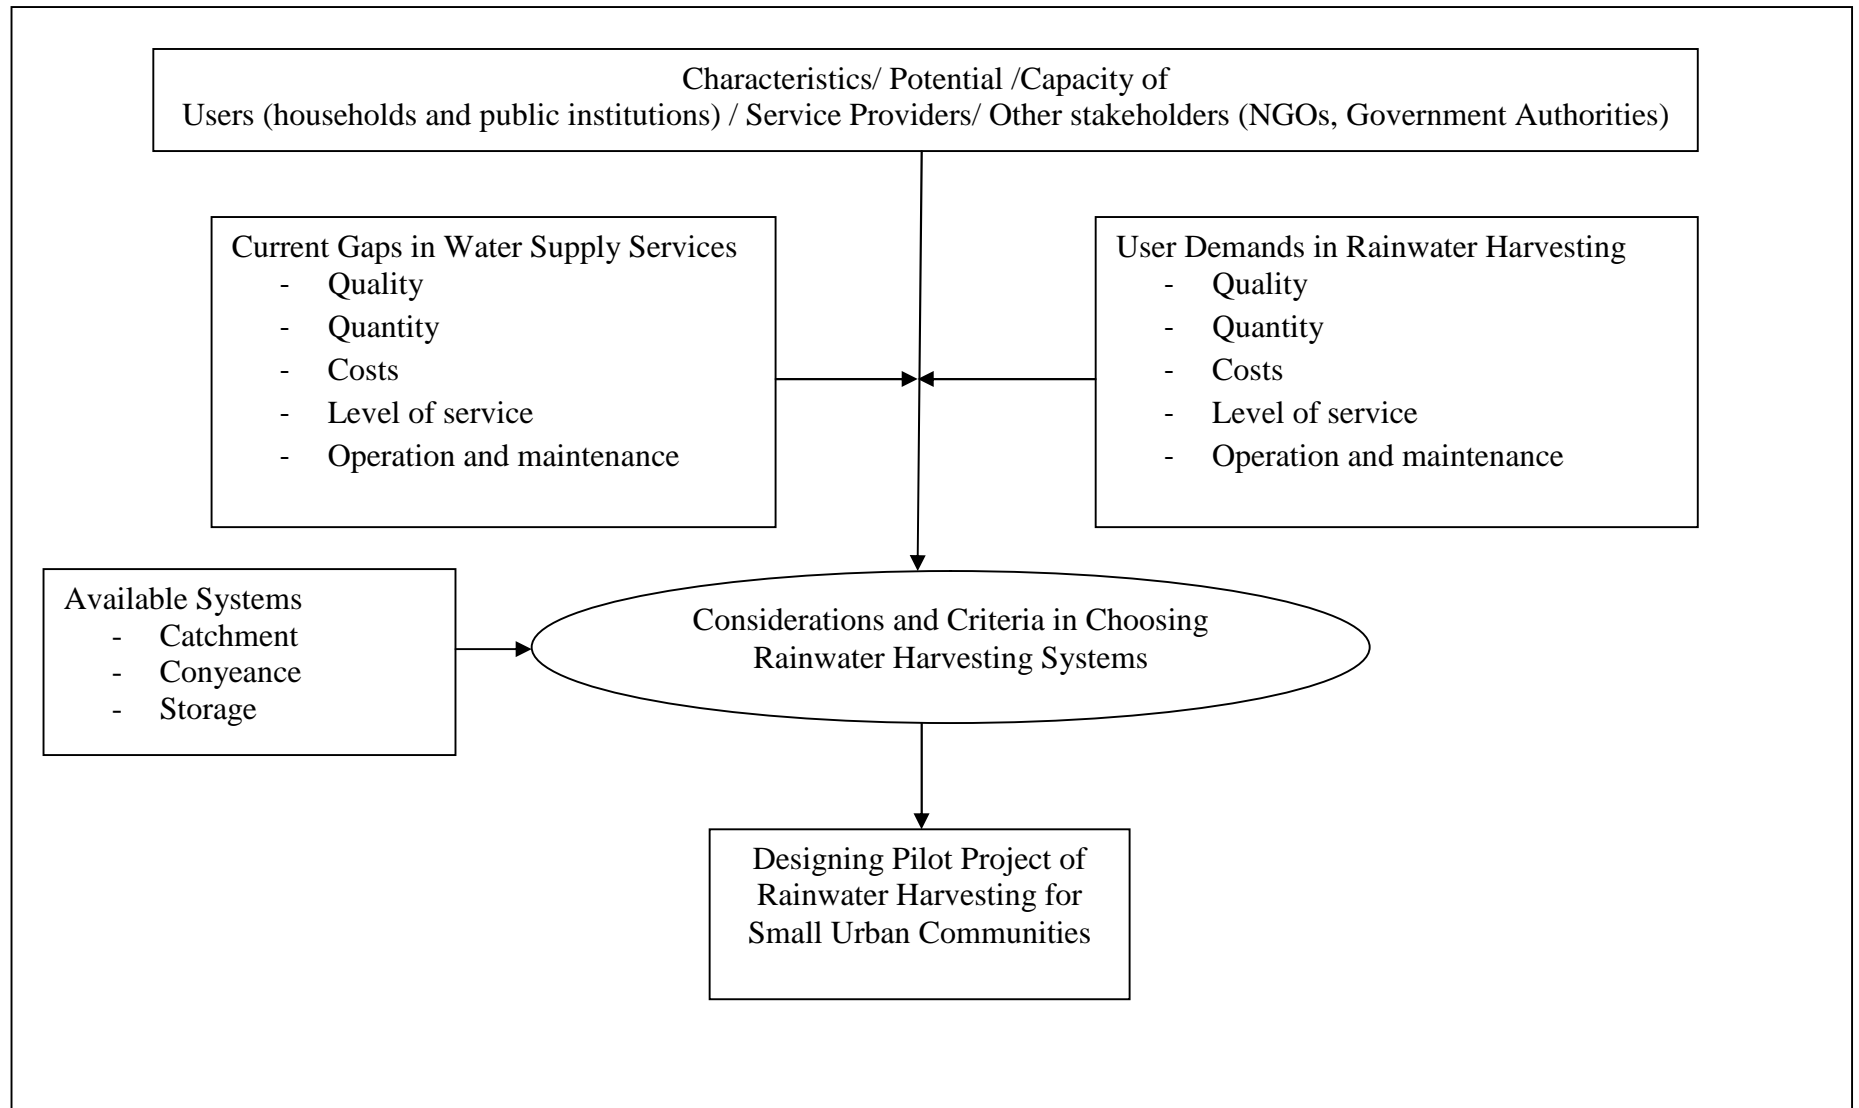 Characteristics/ Potential /Capacity of
Users (households and public institutions) / Service Providers/ Other stakeholders (NGOs, Government Authorities)
Current Gaps in Water Supply Services
- Quality
- Quantity
- Costs
- Level of service
- Operation and maintenance
User Demands in Rainwater Harvesting
- Quality
- Quantity
- Costs
- Level of service
- Operation and maintenance
Available Systems
- Catchment
- Conyeance
- Storage
Considerations and Criteria in Choosing
Rainwater Harvesting Systems
Designing Pilot Project of
Rainwater Harvesting for
Small Urban Communities